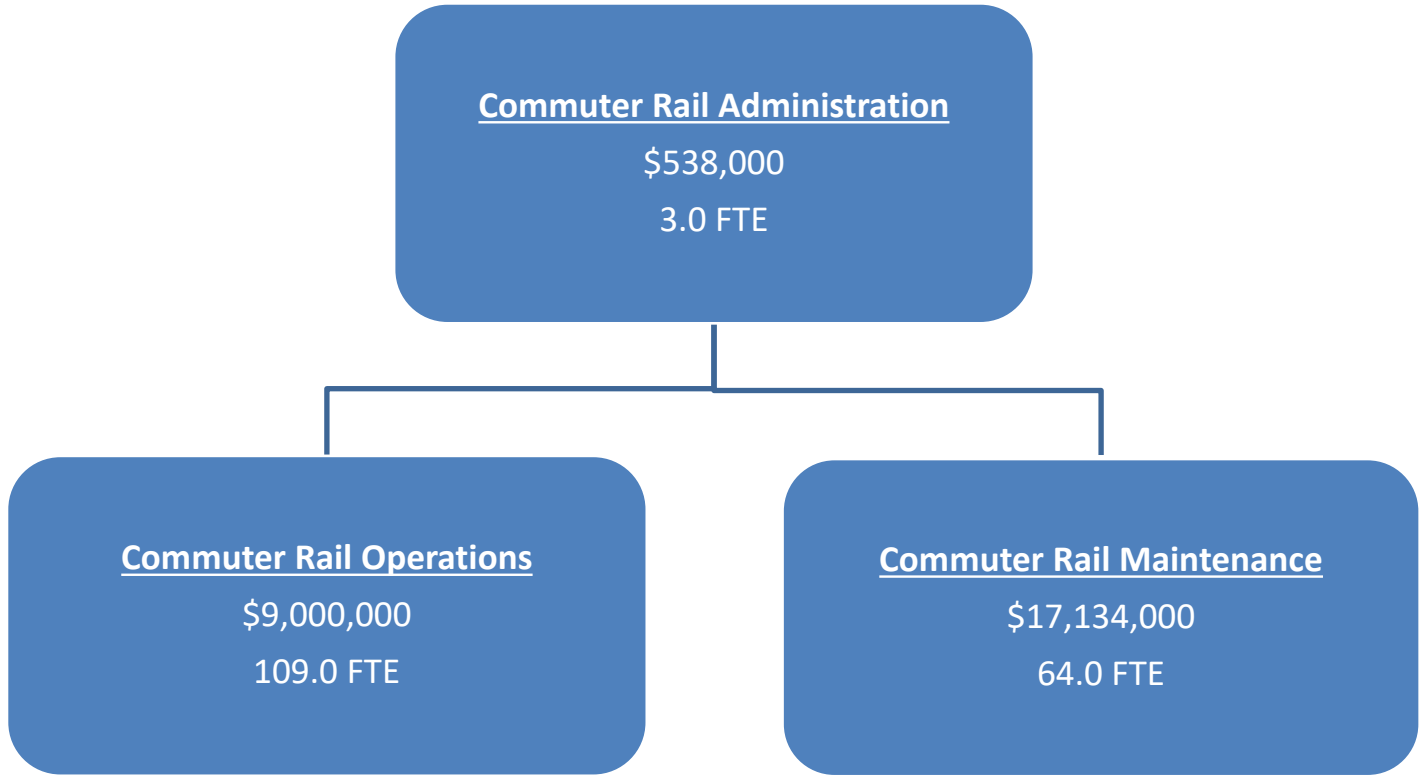 Commuter Rail Administration
$538,000
3.0 FTE
Commuter Rail Operations
$9,000,000
109.0 FTE
Commuter Rail Maintenance
$17,134,000
64.0 FTE